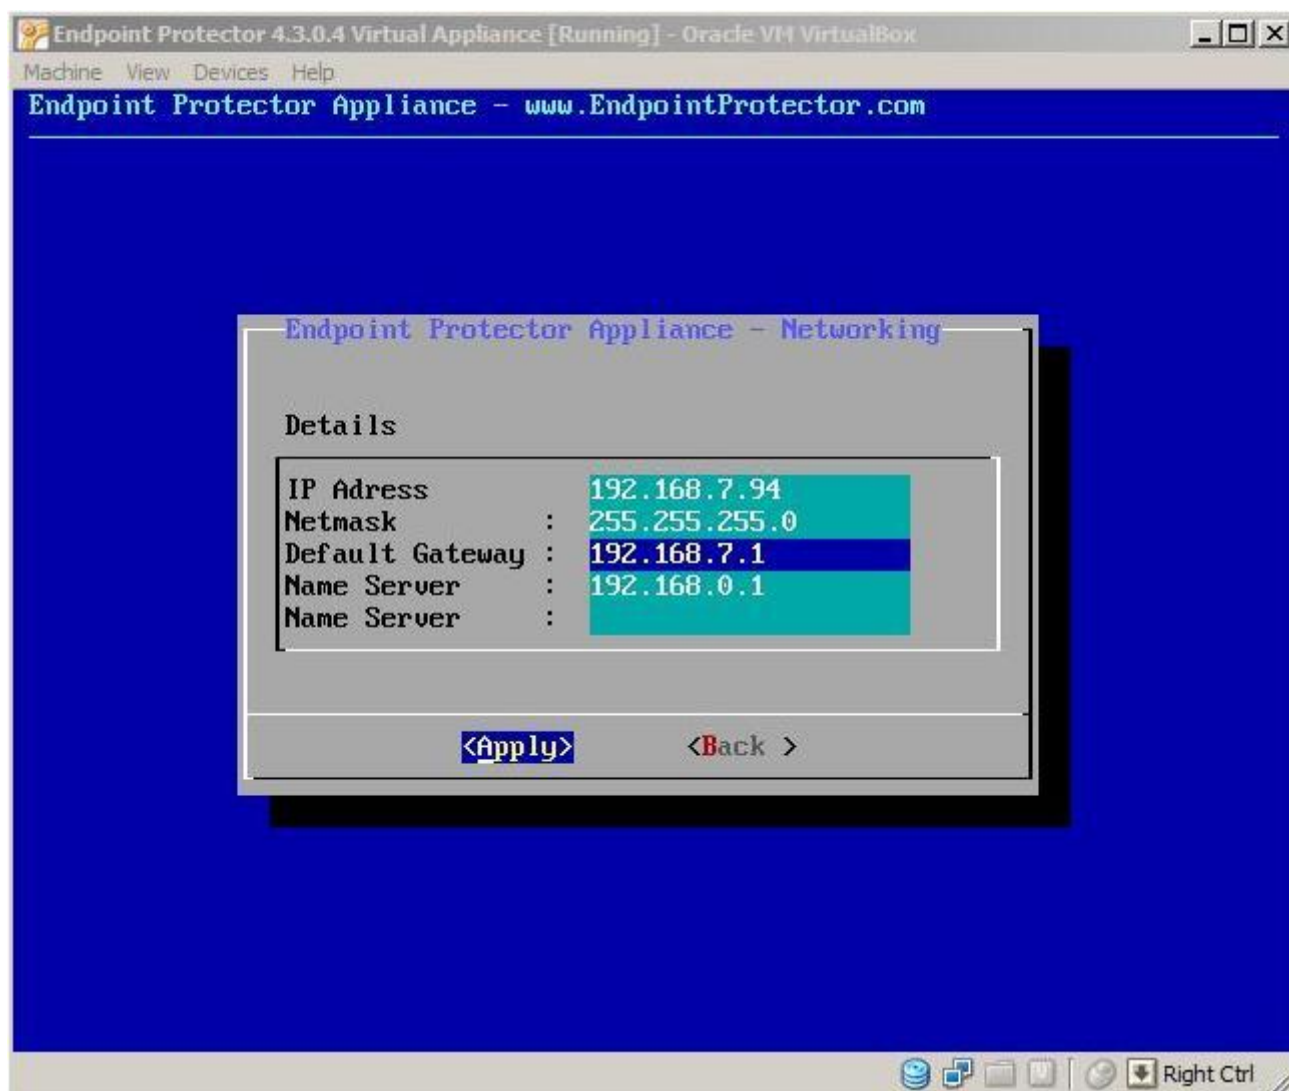 Endpoint Protector 4.3.0.4 Virtual Appliance [Running] - Oracle VM VirtualBox
Machine View Devices Help
Endpoint Protector Appliance - www.EndpointProtector.com
Endpoint Protector Appliance - Networking
Details
IP Adress 192.168.7.94
Netmask : 255.255.255.0
Default Gateway : 192.168.7.1
Name Server : 192.168.0.1
Name Server :
<Apply> <Back >
Right Ctrl